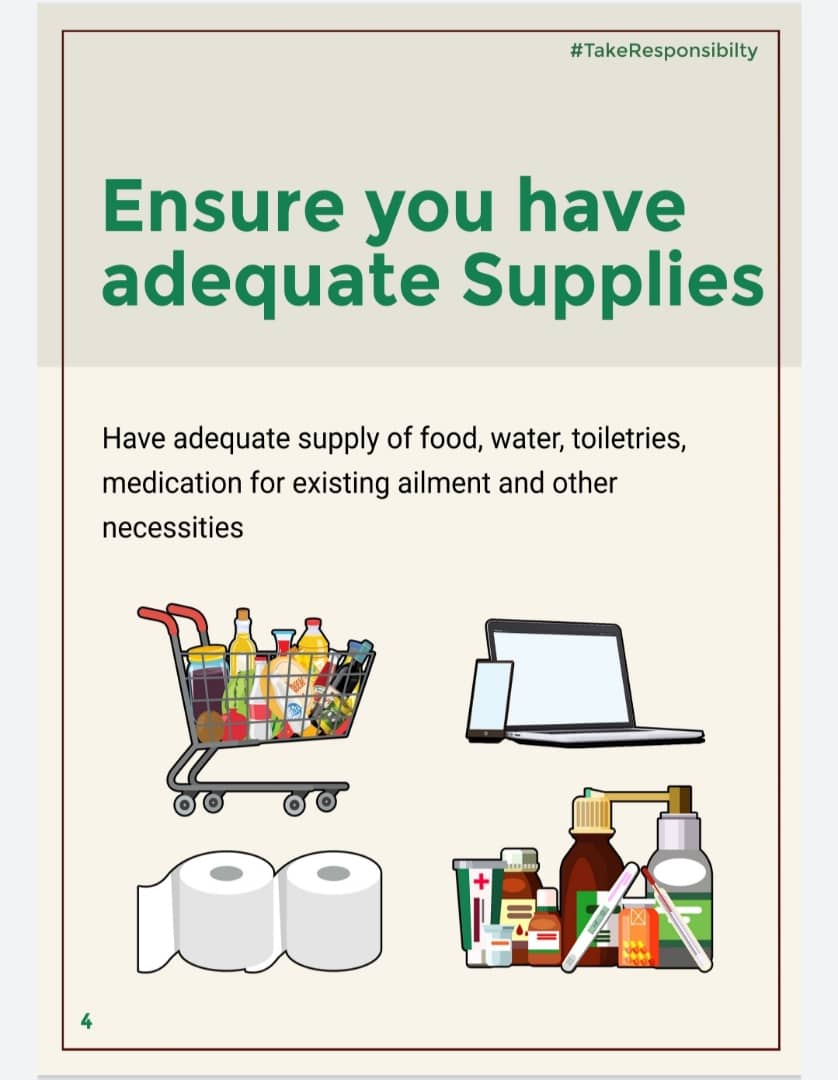 #TakeResponsibilty
Ensure you have
adequate Supplies
Have adequate supply of food, water, toiletries,
medication for existing ailment and other
necessities
4